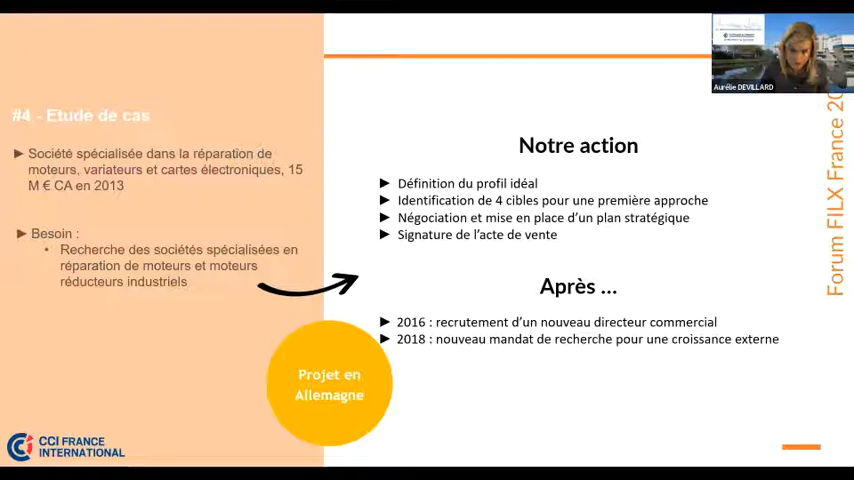 #4 - Etude de cas
► Société spécialisée dans la réparation de
moteurs, variateurs et cartes électroniques, 15
M € CA en 2013
► Besoin :
• Recherche des sociétés spécialisées en
réparation de moteurs et moteurs
réducteurs industriels
Projet en
Allemagne
CCI FRANCE
INTERNATIONAL
Notre action
► Définition du profil idéal
► Identification de 4 cibles pour une première approche
► Négociation et mise en place d’un plan stratégique
► Signature de l’acte de vente
Après ...
► 2016 : recrutement d’un nouveau directeur commercial
► 2018 : nouveau mandat de recherche pour une croissance externe
Aurélie DEVILLARD
Forum FILX France